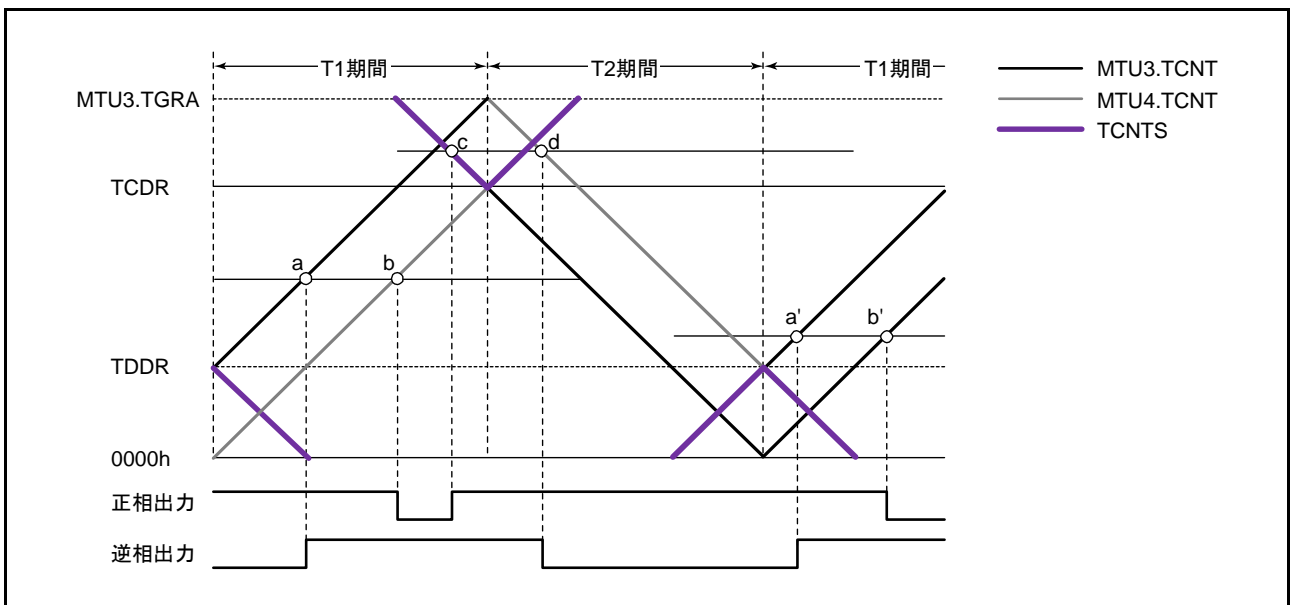 T1期間 T2期間 T1期間
MTU3.TCNT
MTU4.TCNT
TCNTS
MTU3.TGRA
c d
TCDR
a b
a' b'
TDDR
0000h
正相出力
逆相出力